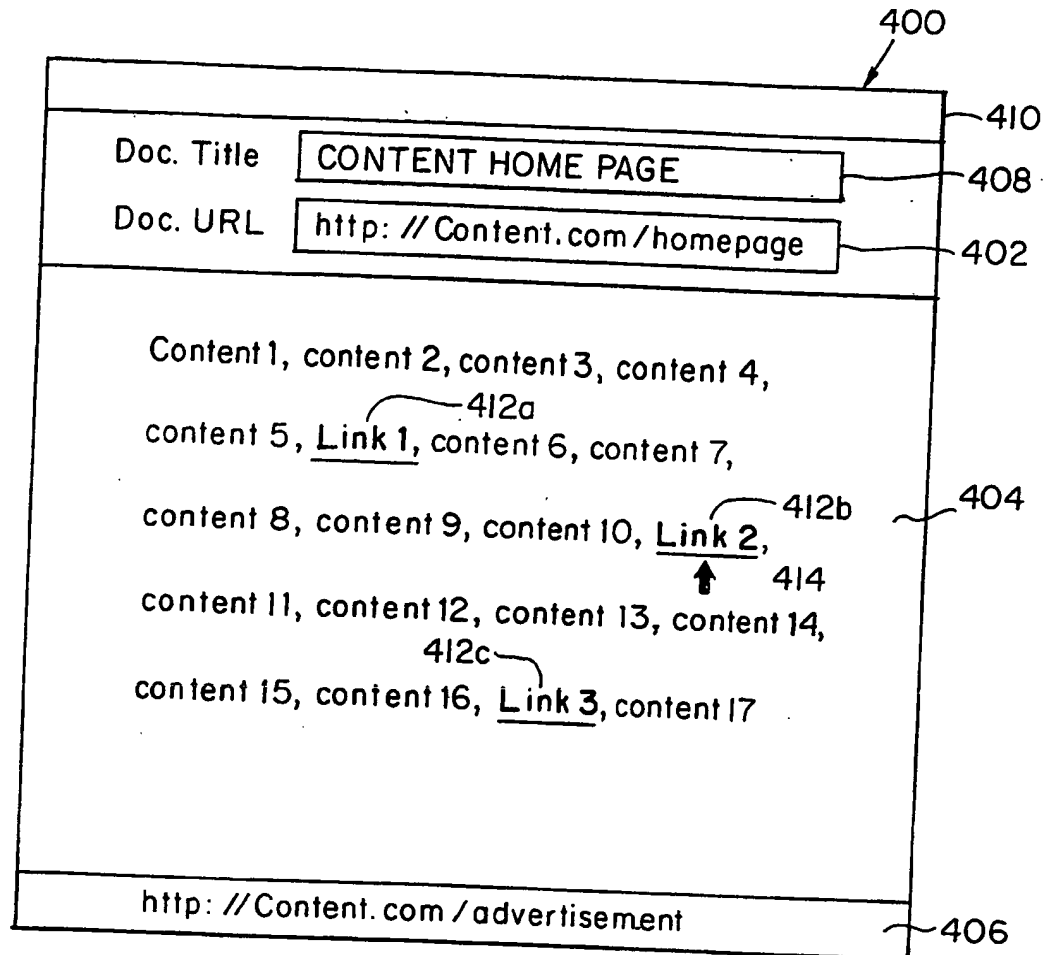 400
410
Doc. Title CONTENT HOME PAGE 408
Doc. URL http: //Content.com/homepage 402
Content 1, content 2, content 3, content 4,
412a
content 5, Link 1, content 6, content 7,
412b 404
content 8, content 9, content 10, Link 2,
414
content 11, content 12, content 13, content 14,
412c
content 15, content 16, Link 3, content 17
http: //Content.com/advertisement 406